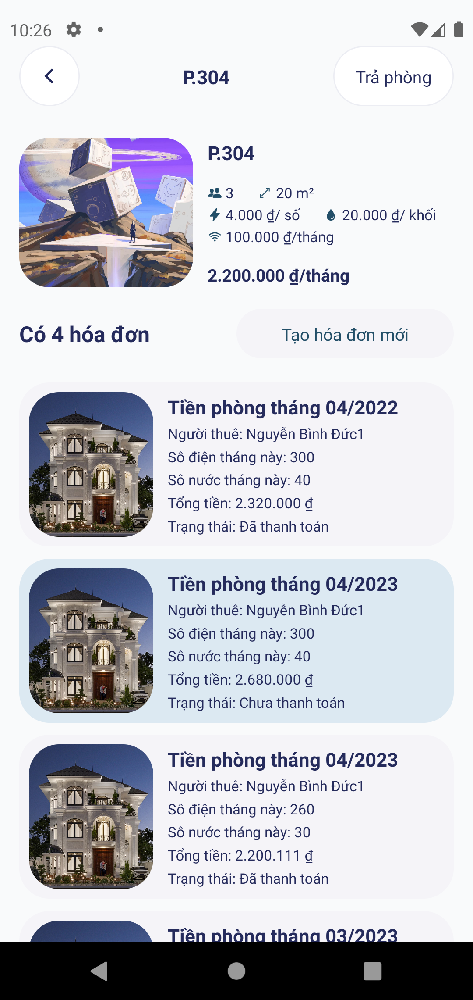 10:26
P.304
Trả phòng
P.304
3
20 m²
4.000 ₫/ số
20.000 ₫/ khối
100.000 ₫/tháng
2.200.000 ₫/tháng
Có 4 hóa đơn
Tạo hóa đơn mới
Tiền phòng tháng 04/2022
Người thuê: Nguyễn Bình Đức1
Sô điện tháng này: 300
Sô nước tháng này: 40
Tổng tiền: 2.320.000 ₫
Trạng thái: Đã thanh toán
Tiền phòng tháng 04/2023
Người thuê: Nguyễn Bình Đức1
Sô điện tháng này: 300
Sô nước tháng này: 40
Tổng tiền: 2.680.000 ₫
Trạng thái: Chưa thanh toán
Tiền phòng tháng 04/2023
Người thuê: Nguyễn Bình Đức1
Sô điện tháng này: 260
Sô nước tháng này: 30
Tổng tiền: 2.200.111 ₫
Trạng thái: Đã thanh toán
Tiền phòng tháng 03/2023